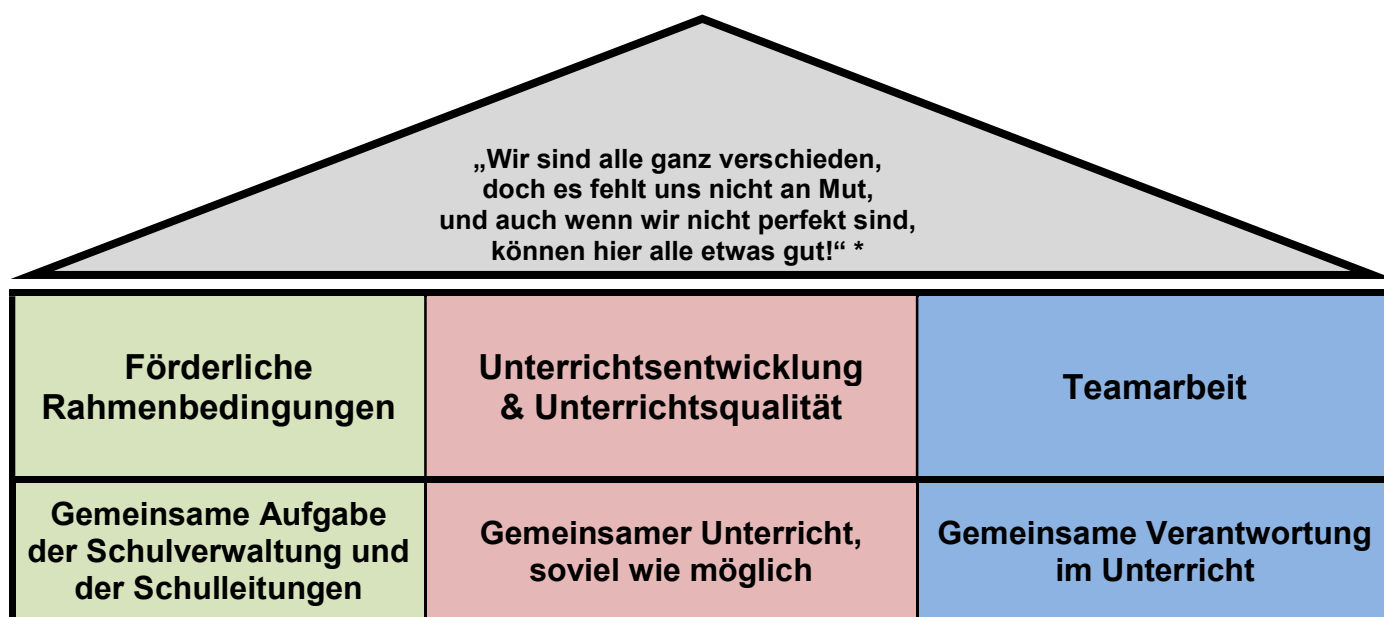 „Wir sind alle ganz verschieden,
doch es fehlt uns nicht an Mut,
und auch wenn wir nicht perfekt sind,
können hier alle etwas gut!“ *
Förderliche
Rahmenbedingungen
Unterrichtsentwicklung
& Unterrichtsqualität
Teamarbeit
Gemeinsame Aufgabe
der Schulverwaltung und
der Schulleitungen
Gemeinsamer Unterricht,
soviel wie möglich
Gemeinsame Verantwortung
im Unterricht